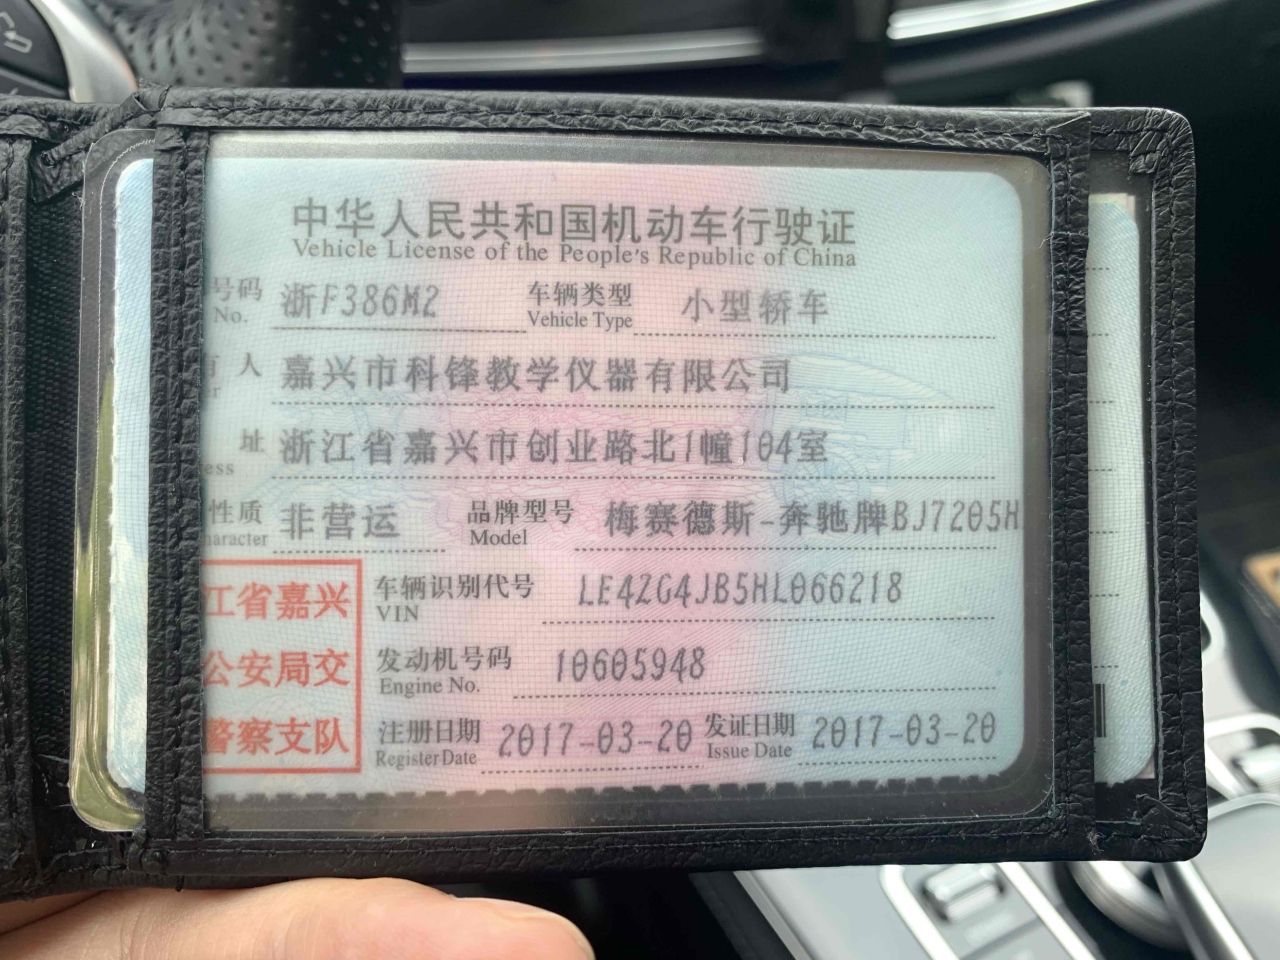 中华人民共和国机动车行驶证
Vehicle License of the People's Republic of China
号码 浙F386M2 车辆类型 小型轿车
No. Vehicle Type
人 嘉兴市科锋教学仪器有限公司
址 浙江省嘉兴市创业路北1幢104室
ess
性质 非营运 品牌型号 梅赛德斯-奔驰牌BJ7205H
haracter Model
江省嘉兴
公安局交
警察支队
车辆识别代号 LE4ZG4JB5HL066218
VIN
发动机号码 10605948
Engine No.
注册日期 2017-03-20 发证日期 2017-03-20
Register Date Issue Date